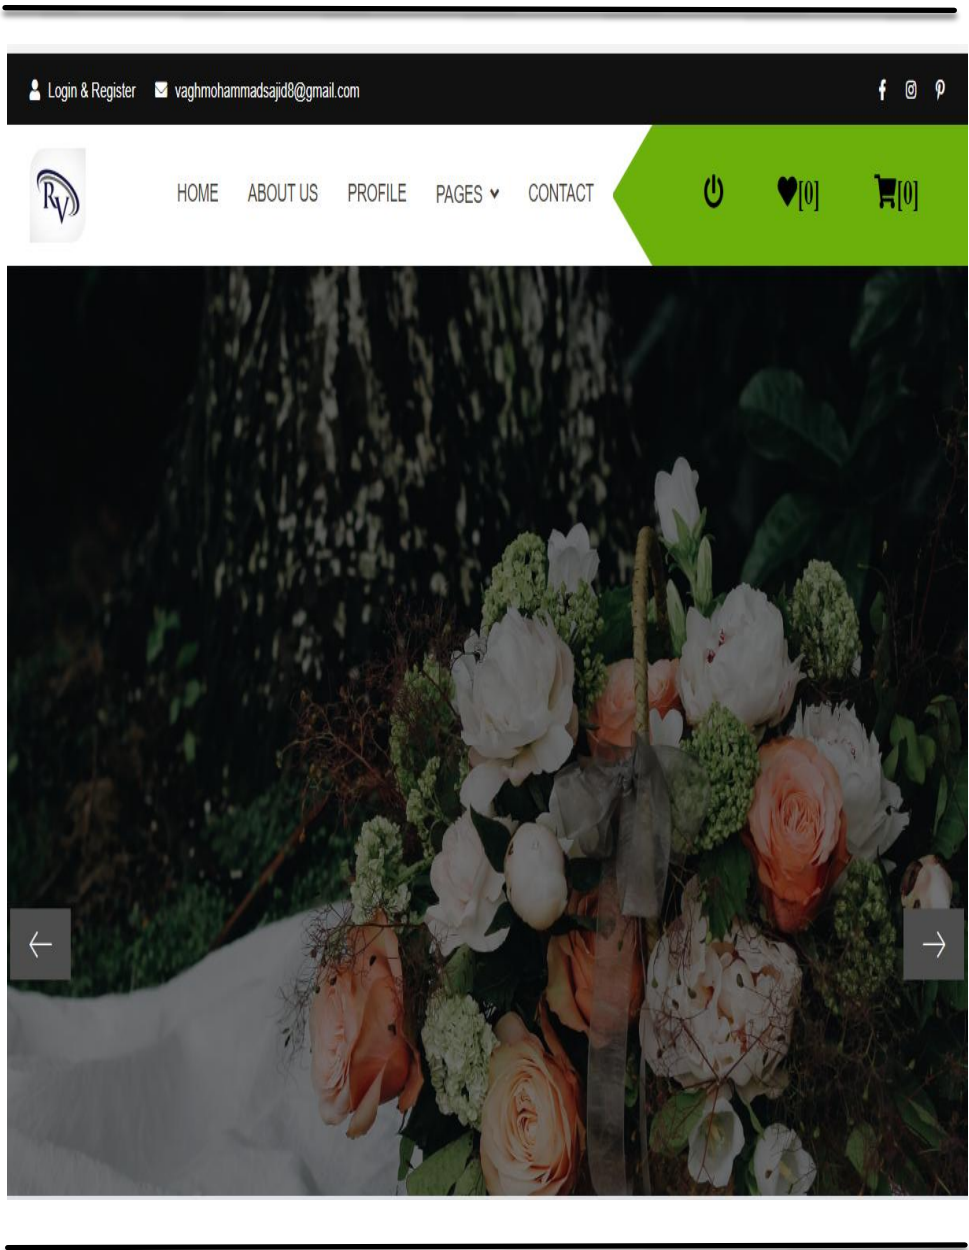 Login & Register vaghmohammadsajid8@gmail.com
RV
HOME ABOUT US PROFILE PAGES CONTACT [0] [0]